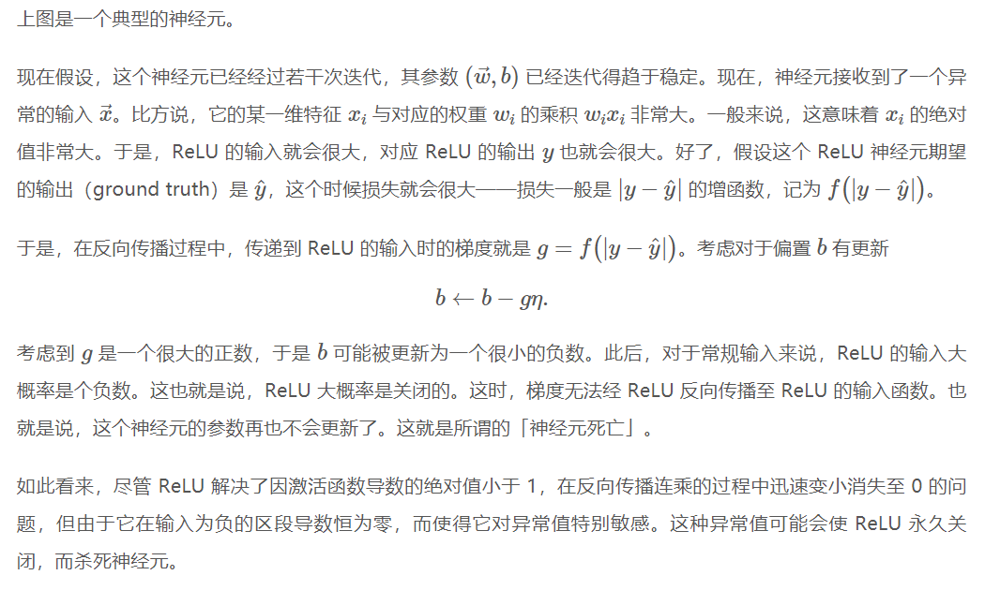 上图是一个典型的神经元。
现在假设，这个神经元已经经过若干次迭代，其参数 (w⃗, b) 已经迭代得趋于稳定。现在，神经元接收到了一个异
常的输入 x⃗。比方说，它的某一维特征 xᵢ 与对应的权重 wᵢ 的乘积 wᵢxᵢ 非常大。一般来说，这意味着 xᵢ 的绝对
值非常大。于是，ReLU 的输入就会很大，对应 ReLU 的输出 y 也就会很大。好了，假设这个 ReLU 神经元期望
的输出（ground truth）是 ŷ，这个时候损失就会很大——损失一般是 |y − ŷ| 的增函数，记为 f(|y − ŷ|)。
于是，在反向传播过程中，传递到 ReLU 的输入时的梯度就是 g = f(|y − ŷ|)。考虑对于偏置 b 有更新
b ← b − gη.
考虑到 g 是一个很大的正数，于是 b 可能被更新为一个很小的负数。此后，对于常规输入来说，ReLU 的输入大
概率是个负数。这也就是说，ReLU 大概率是关闭的。这时，梯度无法经 ReLU 反向传播至 ReLU 的输入函数。也
就是说，这个神经元的参数再也不会更新了。这就是所谓的「神经元死亡」。
如此看来，尽管 ReLU 解决了因激活函数导数的绝对值小于 1，在反向传播连乘的过程中迅速变小消失至 0 的问
题，但由于它在输入为负的区段导数恒为零，而使得它对异常值特别敏感。这种异常值可能会使 ReLU 永久关
闭，而杀死神经元。